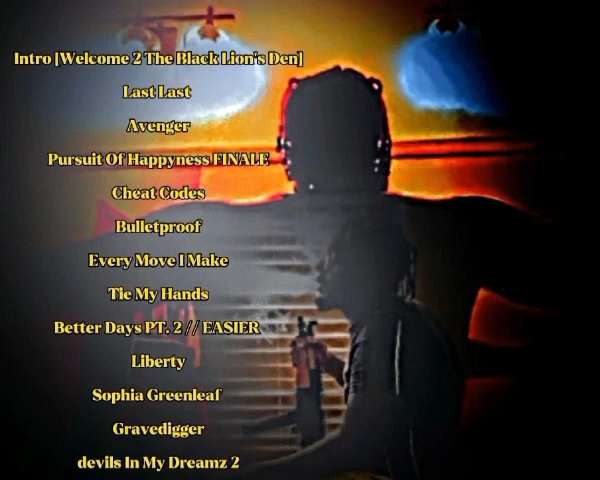 Intro [Welcome 2 The Black Lion's Den]
Last Last
Avenger
Pursuit Of Happyness FINALE
Cheat Codes
Bulletproof
Every Move I Make
Tie My Hands
Better Days PT. 2 // EASIER
Liberty
Sophia Greenleaf
Gravedigger
devils In My Dreamz 2